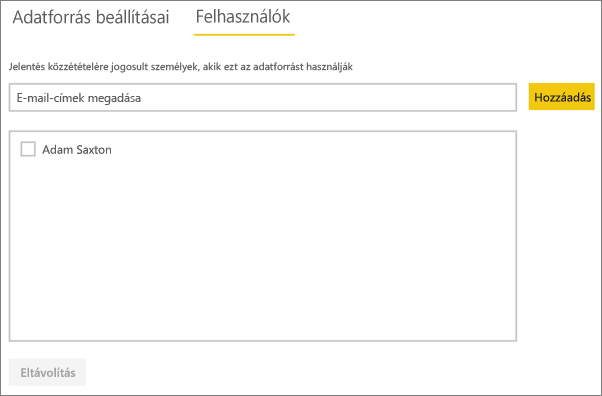 Adatforrás beállításai Felhasználók
Jelentés közzétételére jogosult személyek, akik ezt az adatforrást használják
E-mail-címek megadása Hozzáadás
Adam Saxton
Eltávolítás